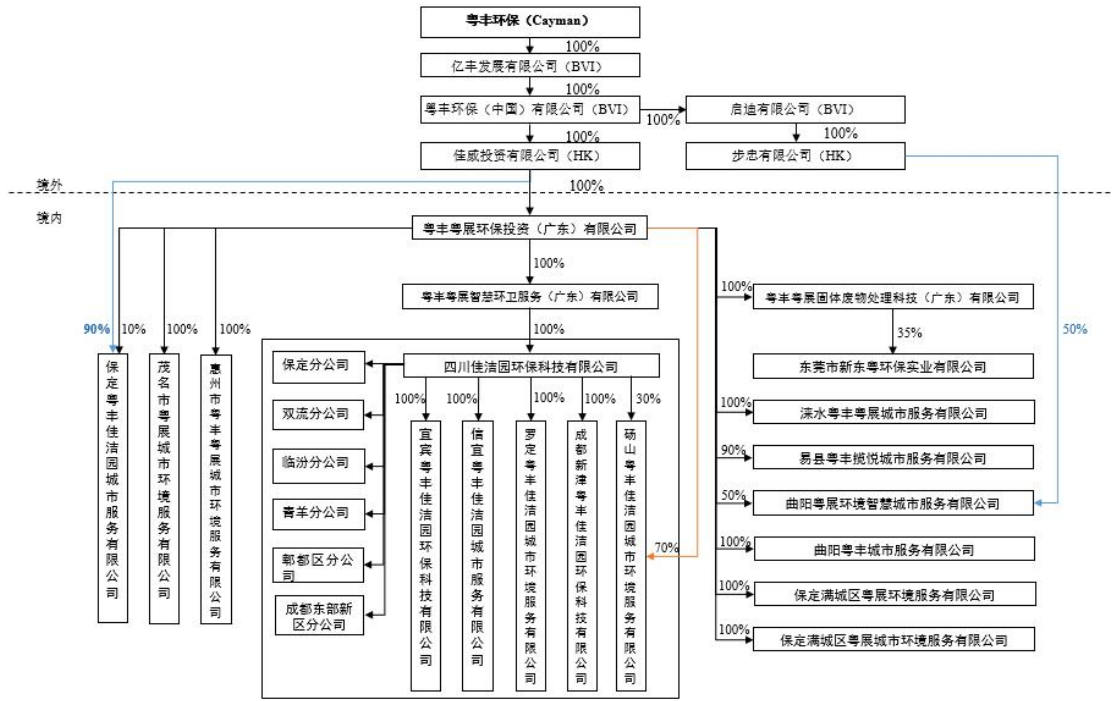 粤丰环保（Cayman）
100%
亿丰发展有限公司（BVI）
100%
粤丰环保（中国）有限公司（BVI）
100%
启迪有限公司（BVI）
100%
100%
佳威投资有限公司（HK）
步忠有限公司（HK）
境外
100%
境内
粤丰粤展环保投资（广东）有限公司
100%
粤丰粤展智慧环卫服务（广东）有限公司
100%
粤丰粤展固体废物处理科技（广东）有限公司
90%
10%
100%
100%
100%
35%
50%
保定粤丰佳洁园城市服务有限公司
茂名市粤展城市环境服务有限公司
惠州市粤丰粤展城市环境服务有限公司
保定分公司
双流分公司
临汾分公司
青羊分公司
郫都区分公司
成都东部新区分公司
四川佳洁园环保科技有限公司
100%
100%
100%
100%
30%
宜宾粤丰佳洁园环保科技有限公司
信宜粤丰佳洁园城市服务有限公司
罗定粤丰佳洁园城市环境服务有限公司
成都新津粤丰佳洁园环保科技有限公司
砀山粤丰佳洁园城市环境服务有限公司
70%
东莞市新东粤环保实业有限公司
100%
涞水粤丰粤展城市服务有限公司
90%
易县粤丰揽悦城市服务有限公司
50%
曲阳粤展环境智慧城市服务有限公司
100%
曲阳粤丰城市服务有限公司
100%
保定满城区粤展环境服务有限公司
100%
保定满城区粤展城市环境服务有限公司